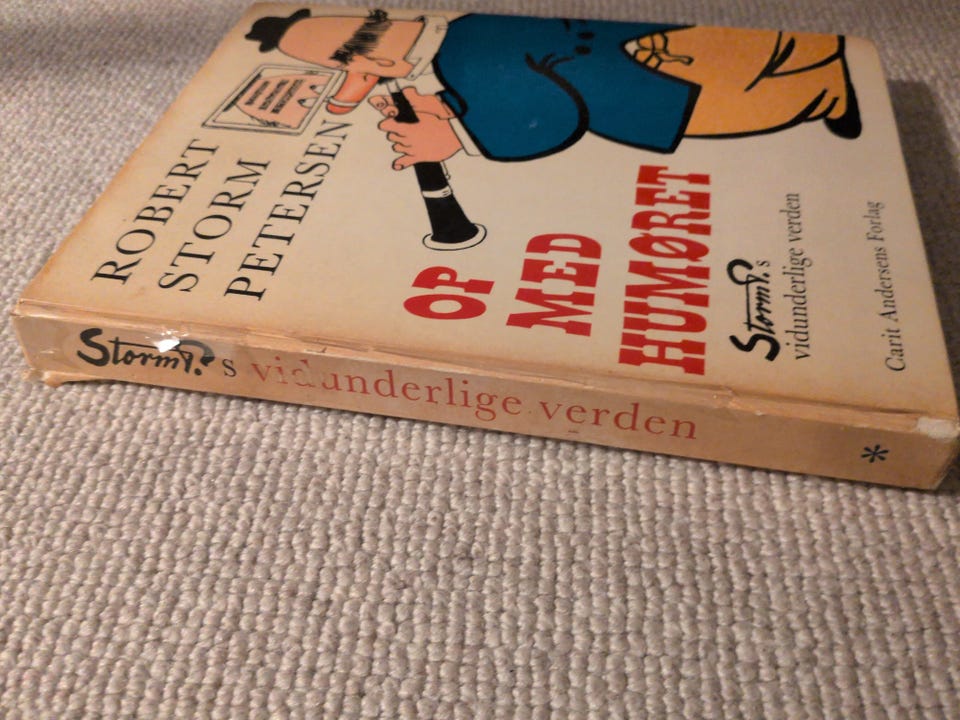 ROBERT
STORM
PETERSEN
OP
MED
HUMØRET
Storm P.s
vidunderlige verden
Carit Andersens Forlag
Storm P.s vidunderlige verden *